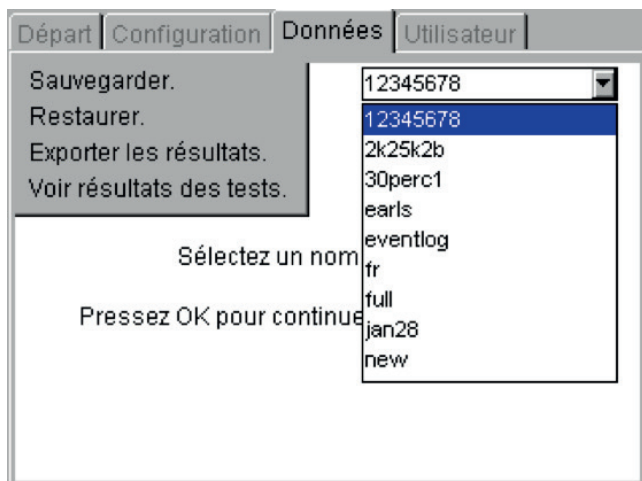 Départ Configuration Données Utilisateur
Sauvegarder.
Restaurer.
Exporter les résultats.
Voir résultats des tests.
12345678
12345678
2k25k2b
30perc1
earls
eventlog
fr
full
jan28
new
Sélectez un nom
Pressez OK pour continue